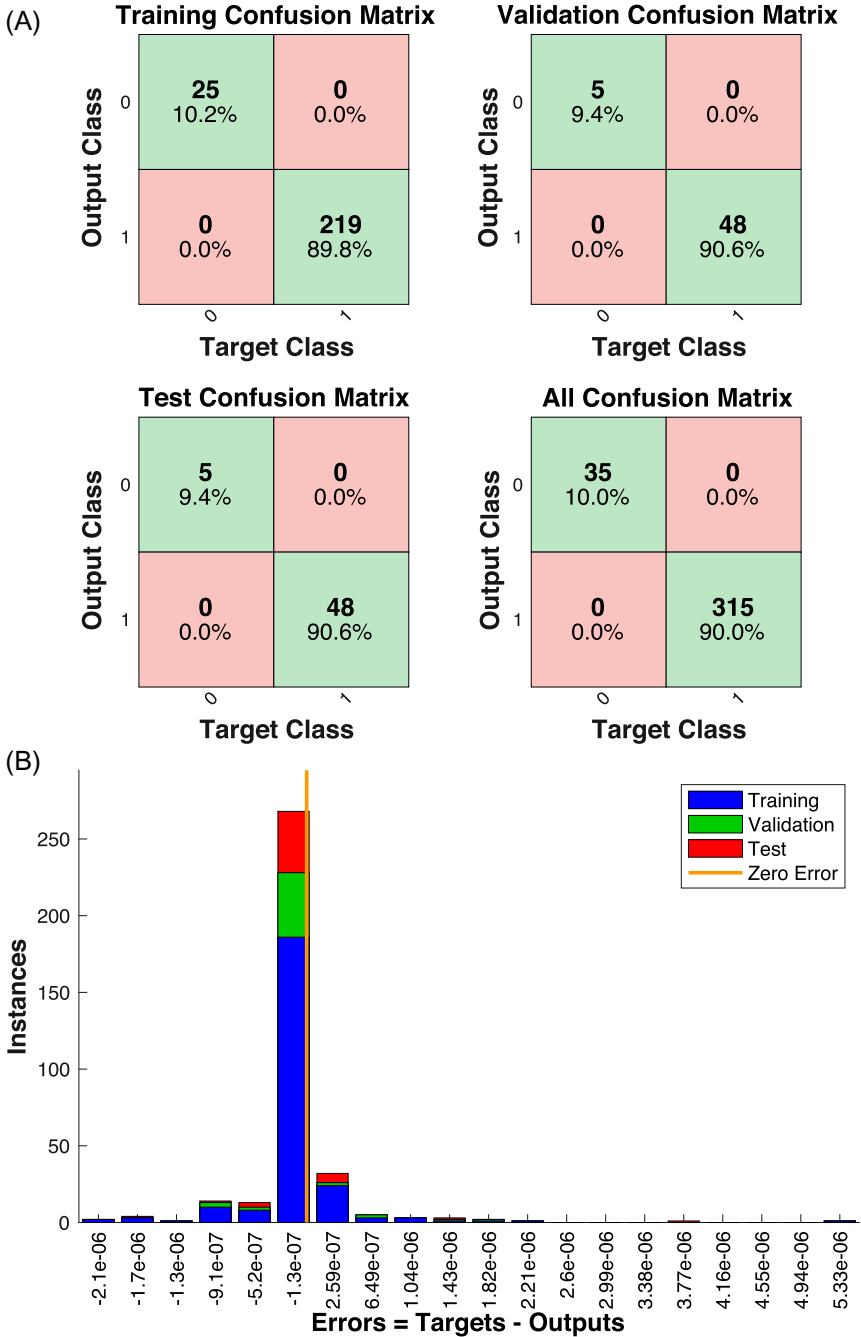 (A)
Training Confusion Matrix
Validation Confusion Matrix
Output Class
0
25
10.2%
0
0.0%
1
0
0.0%
219
89.8%
0
1
Target Class
Output Class
0
5
9.4%
0
0.0%
1
0
0.0%
48
90.6%
0
1
Target Class
Test Confusion Matrix
All Confusion Matrix
Output Class
0
5
9.4%
0
0.0%
1
0
0.0%
48
90.6%
0
1
Target Class
Output Class
0
35
10.0%
0
0.0%
1
0
0.0%
315
90.0%
0
1
Target Class
(B)
Instances
250
200
150
100
50
0
Training
Validation
Test
Zero Error
-2.1e-06
-1.7e-06
-1.3e-06
-9.1e-07
-5.2e-07
-1.3e-07
2.59e-07
6.49e-07
1.04e-06
1.43e-06
1.82e-06
2.21e-06
2.6e-06
2.99e-06
3.38e-06
3.77e-06
4.16e-06
4.55e-06
4.94e-06
5.33e-06
Errors = Targets - Outputs